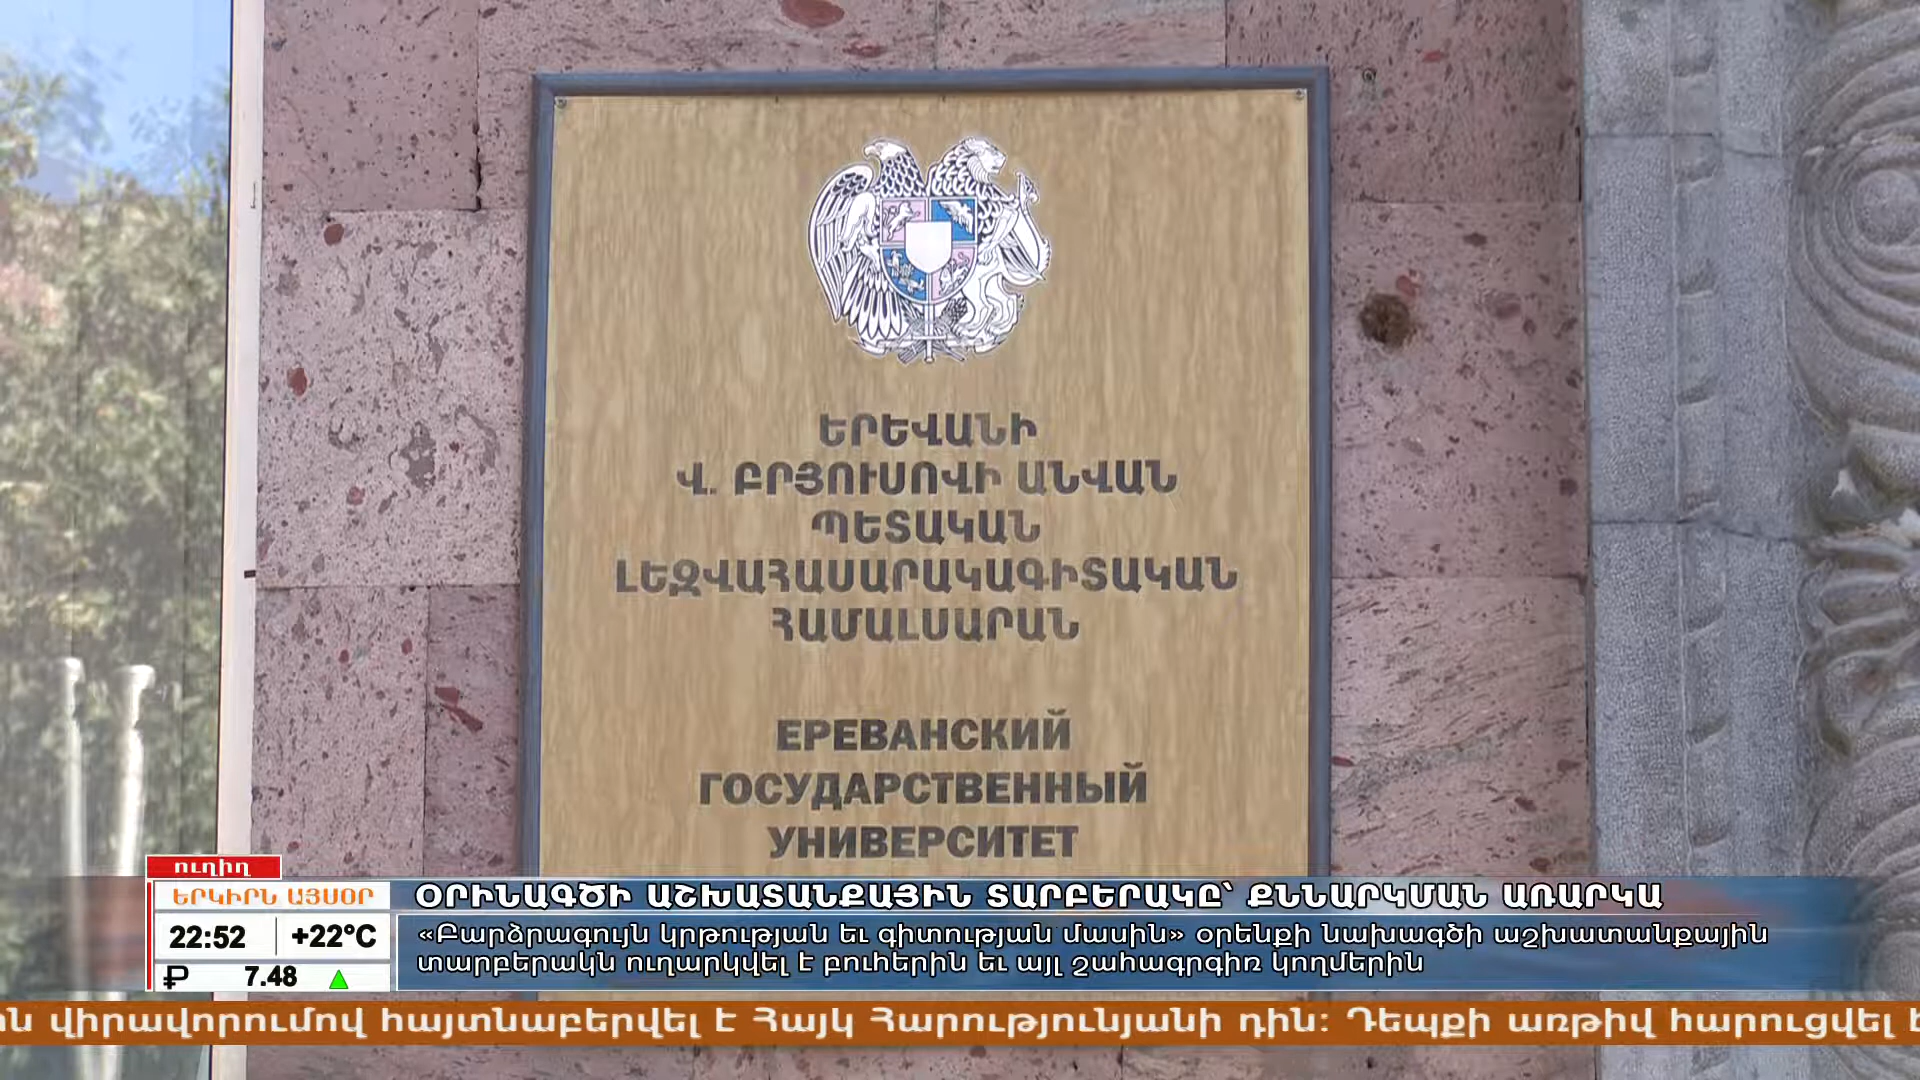 ԵՐԵՎԱՆԻ
Վ. ԲՐՅՈՒՍՈՎԻ ԱՆՎԱՆ
ՊԵՏԱԿԱՆ
ԼԵԶՎԱՀԱՍԱՐԱԿԱԳԻՏԱԿԱՆ
ՀԱՄԱԼՍԱՐԱՆ
ЕРЕВАНСКИЙ
ГОСУДАРСТВЕННЫЙ
УНИВЕРСИТЕТ
ուղիղ
ԵՐԿԻՐՆ ԱՅՍՕՐ
22:52 +22°C
₽ 7.48
ՕՐԻՆԱԳԾԻ ԱՇԽԱՏԱՆՔԱՅԻՆ ՏԱՐԲԵՐԱԿԸ՝ ՔՆՆԱՐԿՄԱՆ ԱՌԱՐԿԱ
«Բարձրագույն կրթության եւ գիտության մասին» օրենքի նախագծի աշխատանքային
տարբերակն ուղարկվել է բուհերին եւ այլ շահագրգիռ կողմերին
վիրավորումով հայտնաբերվել է Հայկ Հարությունյանի դին: Դեպքի առթիվ հարուցվել է